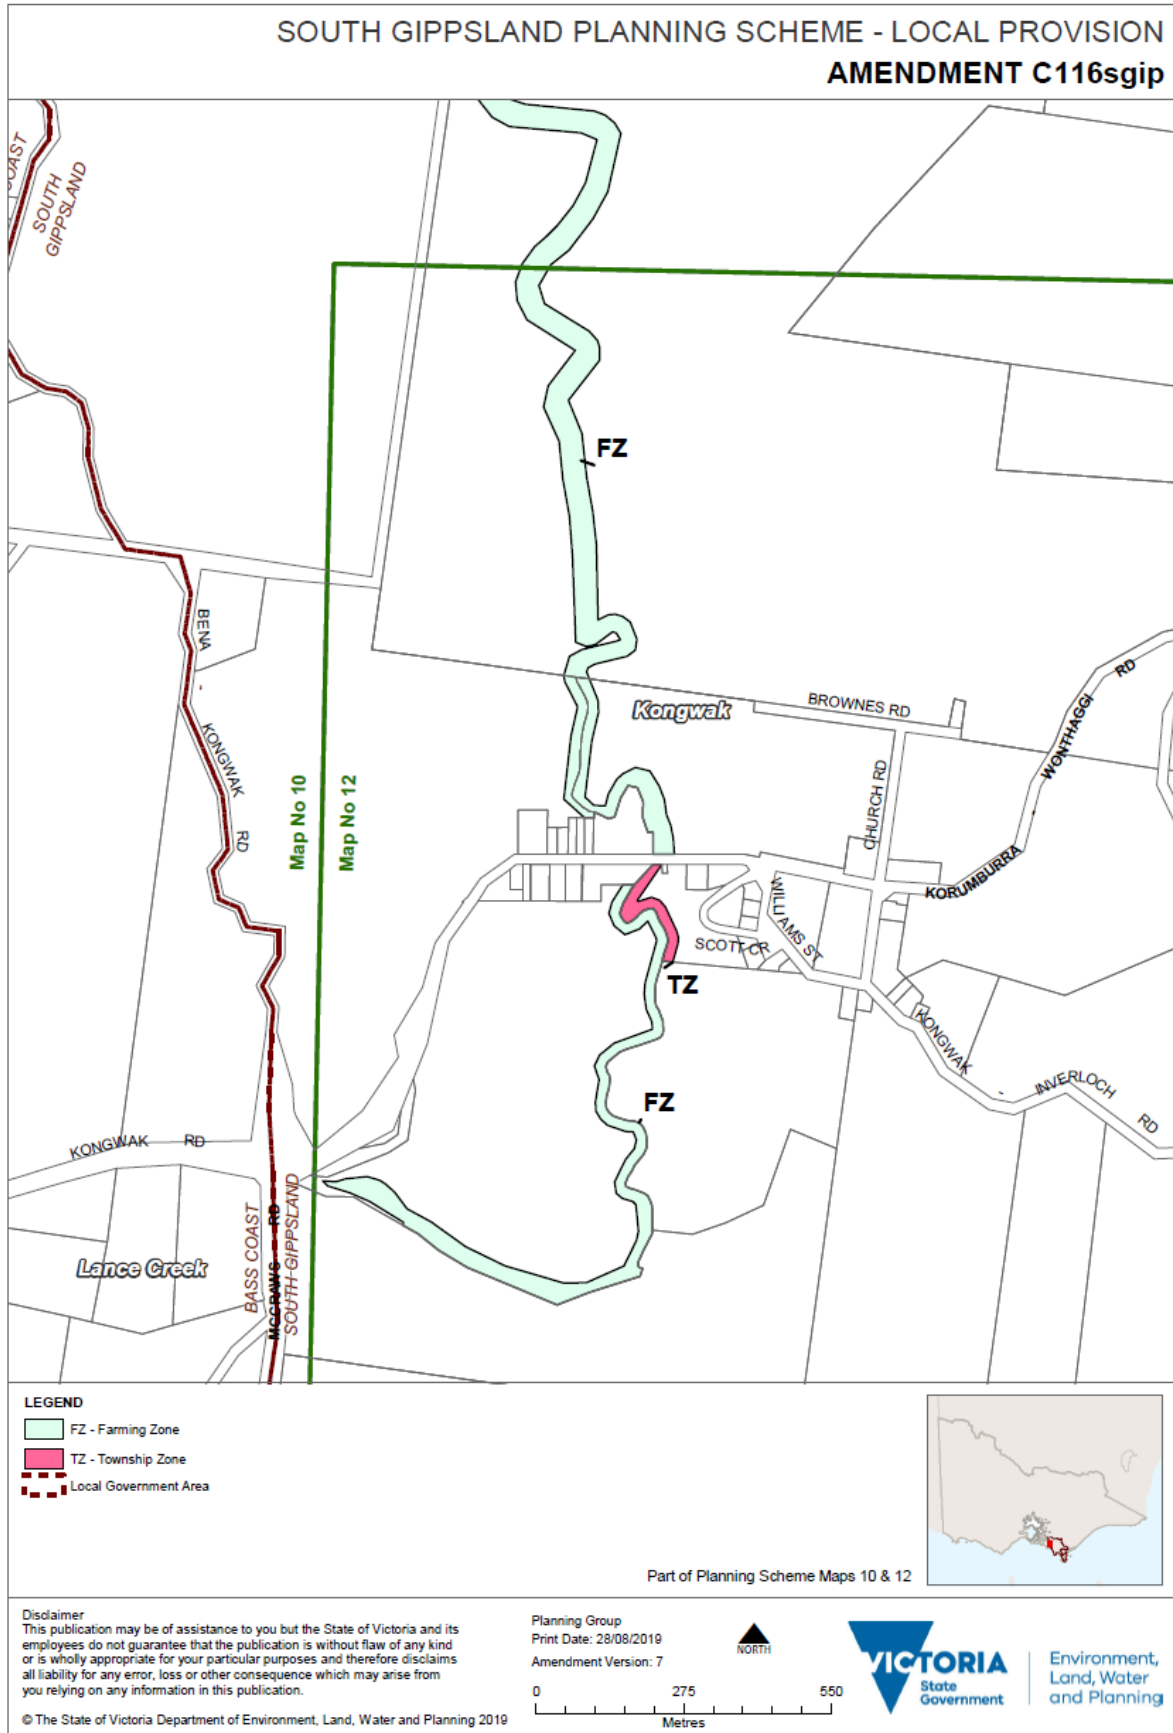 SOUTH GIPPSLAND PLANNING SCHEME - LOCAL PROVISION
AMENDMENT C116sgip
COAST
SOUTH
GIPPSLAND
FZ
BENA
-
KONGWAK
RD
Map No 10
Map No 12
Kongwak
BROWNES RD
CHURCH RD
WONTHAGGI
RD
-
KORUMBURRA
WILLI AMS ST
SCOTT CR
TZ
KONGWAK
-
INVERLOCH
RD
FZ
KONGWAK RD
Lance Creek
BASS COAST
MCCRAWS RD
SOUTH GIPPSLAND
LEGEND
FZ - Farming Zone
TZ - Township Zone
Local Government Area
Part of Planning Scheme Maps 10 & 12
Disclaimer
This publication may be of assistance to you but the State of Victoria and its
employees do not guarantee that the publication is without flaw of any kind
or is wholly appropriate for your particular purposes and therefore disclaims
all liability for any error, loss or other consequence which may arise from
you relying on any information in this publication.
© The State of Victoria Department of Environment, Land, Water and Planning 2019
Planning Group
Print Date: 28/08/2019
Amendment Version: 7
0 275 550
Metres
NORTH
VICTORIA
State
Government
Environment,
Land, Water
and Planning